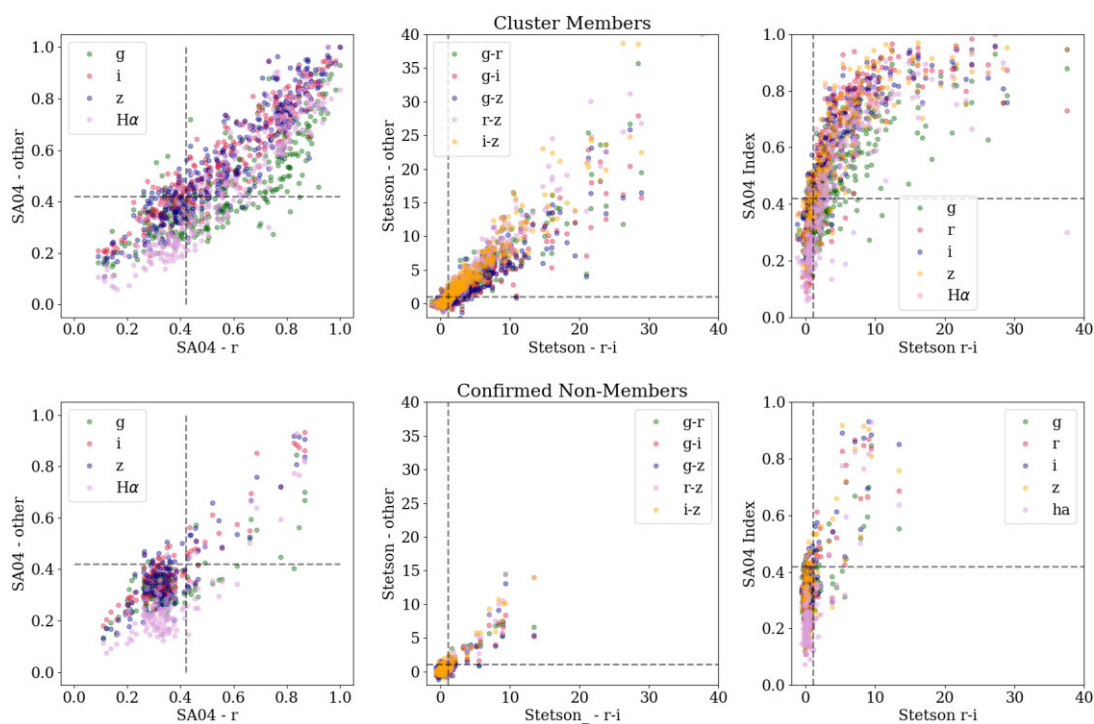 Cluster Members
1.0
0.8
0.6
0.4
0.2
0.0
SA04 - other
g
i
z
Hα
0.0 0.2 0.4 0.6 0.8 1.0
SA04 - r
40
35
30
25
20
15
10
5
0
Stetson - other
g-r
g-i
g-z
r-z
i-z
0 10 20 30 40
Stetson - r-i
1.0
0.8
0.6
0.4
0.2
0.0
SA04 Index
g
r
i
z
Hα
0 10 20 30 40
Stetson r-i
Confirmed Non-Members
1.0
0.8
0.6
0.4
0.2
0.0
SA04 - other
g
i
z
Hα
0.0 0.2 0.4 0.6 0.8 1.0
SA04 - r
40
35
30
25
20
15
10
5
0
Stetson - other
g-r
g-i
g-z
r-z
i-z
0 10 20 30 40
Stetson_ - r-i
1.0
0.8
0.6
0.4
0.2
0.0
SA04 Index
g
r
i
z
ha
0 10 20 30 40
Stetson r-i